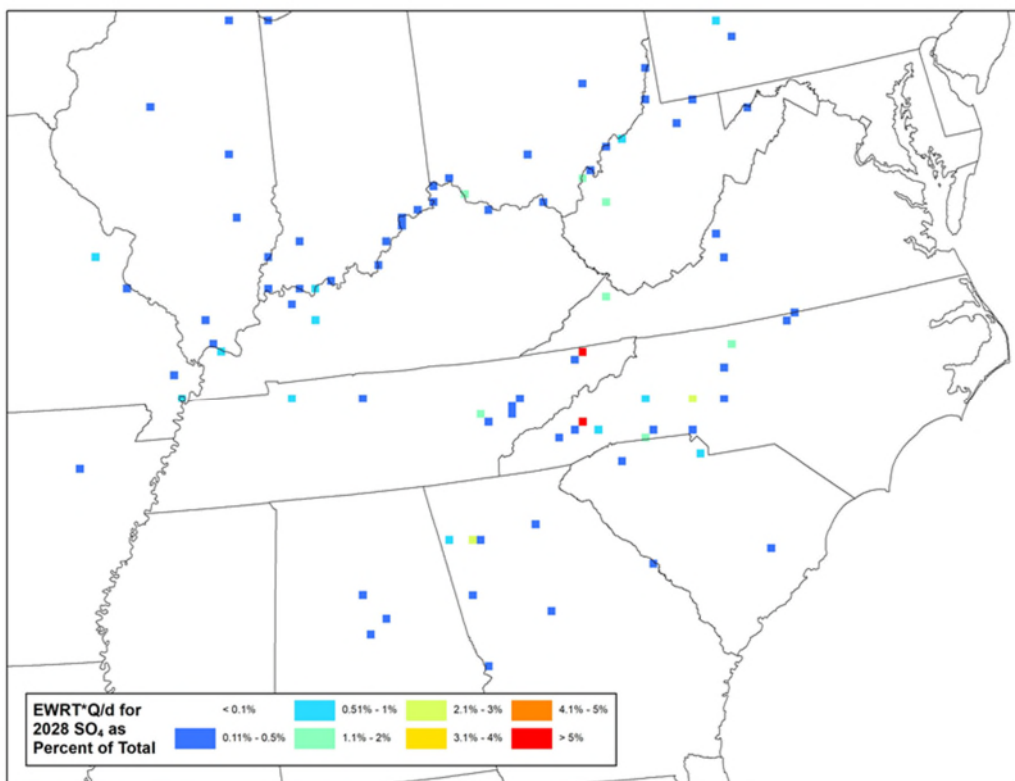 EWRT*Q/d for
2028 SO₄ as
Percent of Total
< 0.1%
0.51% - 1%
2.1% - 3%
4.1% - 5%
0.11% - 0.5%
1.1% - 2%
3.1% - 4%
> 5%